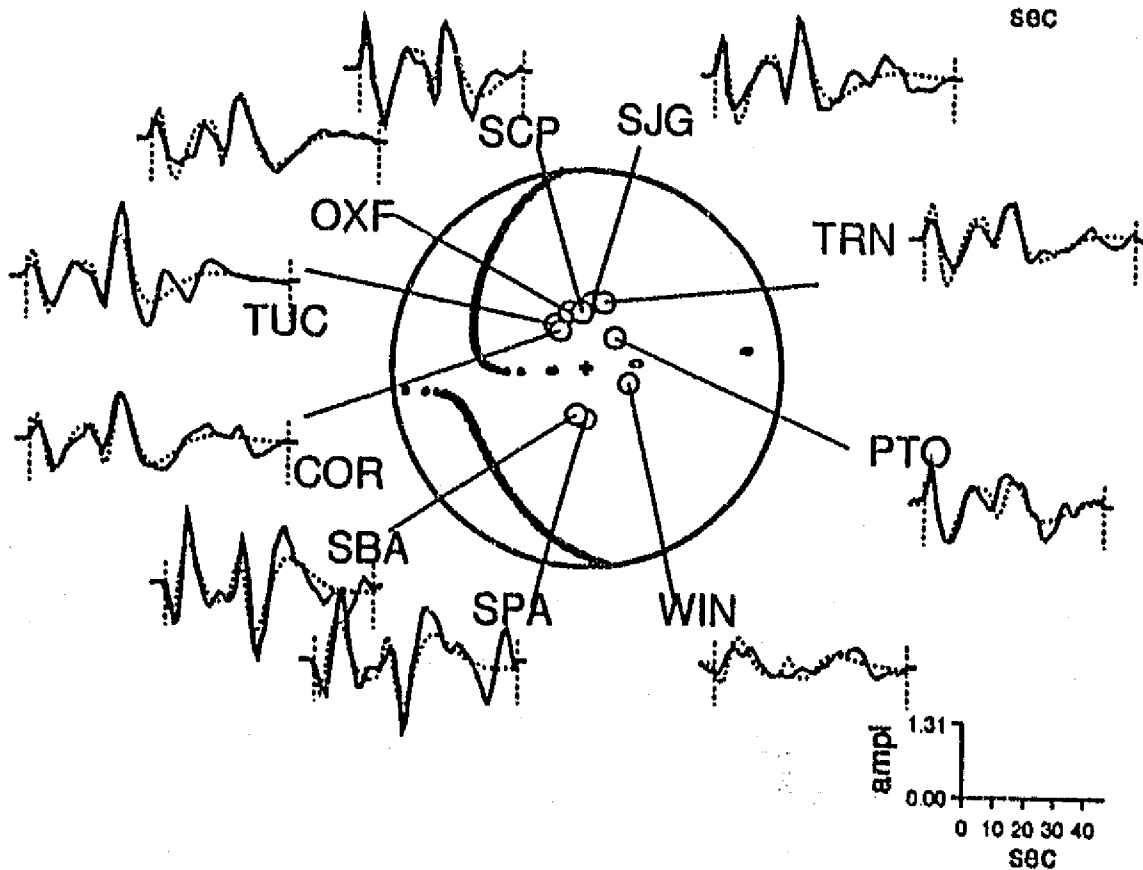 sec
SCP
SJG
OXF
TRN
TUC
COR
PTO
SBA
SPA
WIN
1.31
ampl
0.00
0 10 20 30 40
sec